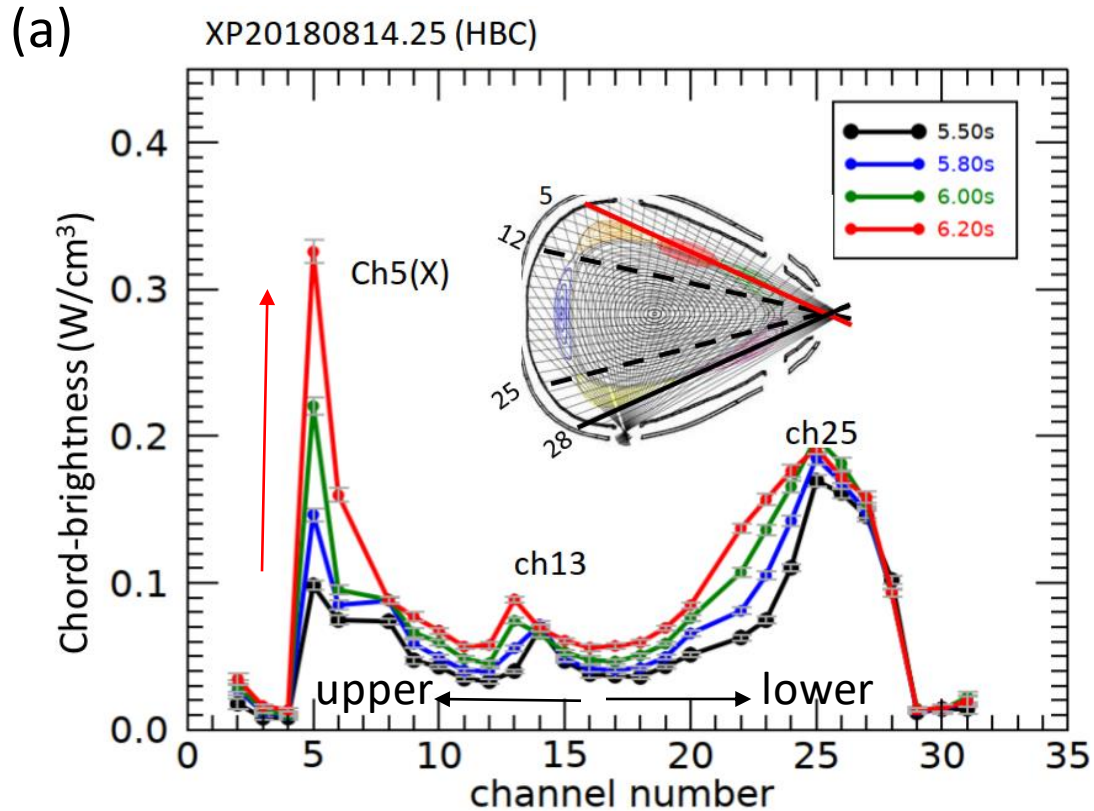 (a)
XP20180814.25 (HBC)
Chord-brightness (W/cm³)
0.4
0.3
0.2
0.1
0.0
5.50s
5.80s
6.00s
6.20s
5
12
25
28
Ch5(X)
ch25
ch13
upper
lower
0
5
10
15
20
25
30
35
channel number